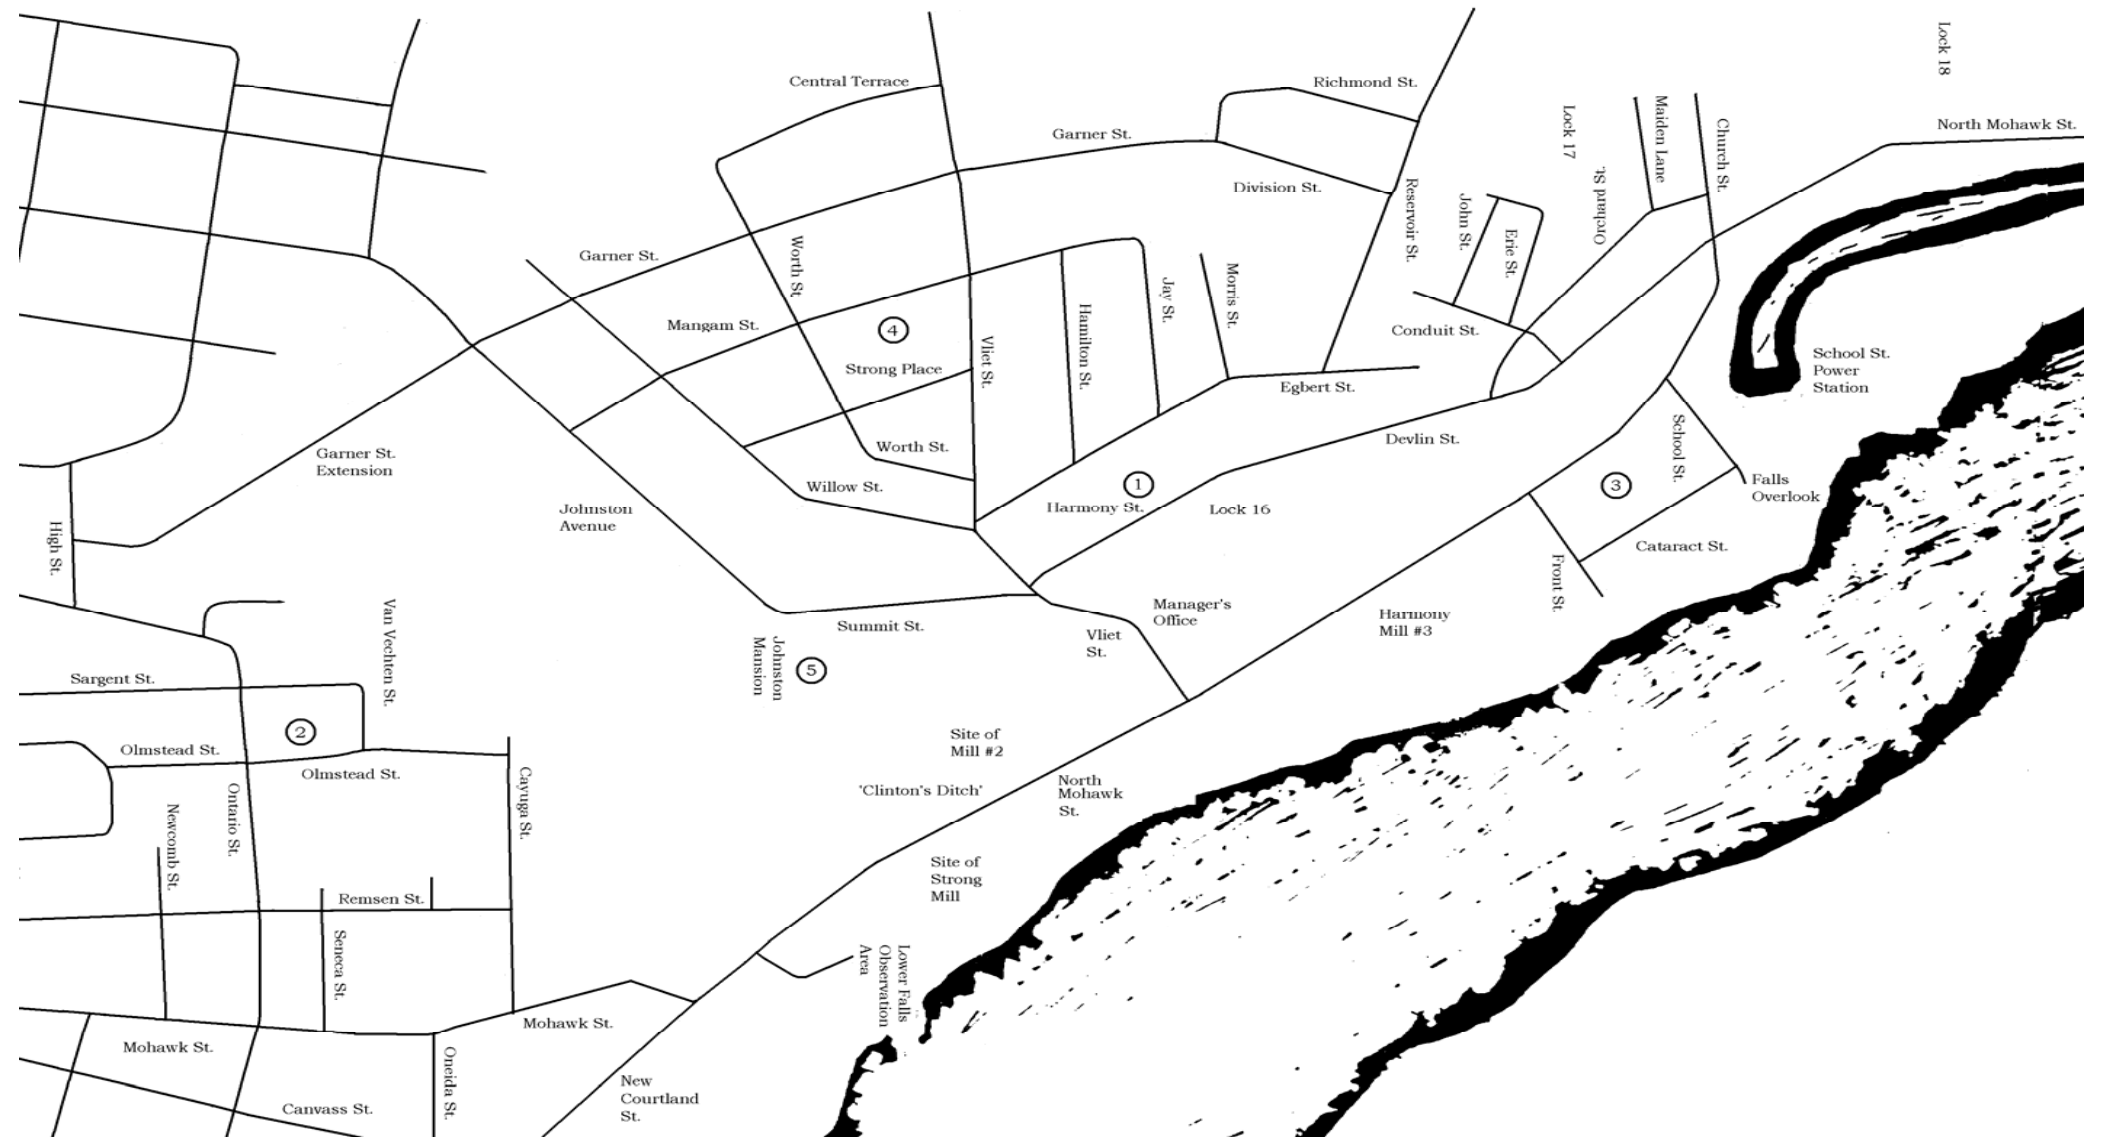 Lock 18
Central Terrace
Richmond St.
Maiden Lane
Church St.
North Mohawk St.
Lock 17
Garner St.
Orchard St.
Division St.
Reservoir St.
John St.
Erie St.
Garner St.
Worth St.
Morris St.
Jay St.
Hamilton St.
Mangam St.
④
Vliet St.
Conduit St.
Strong Place
School St.
Power
Station
Egbert St.
Devlin St.
Worth St.
School St.
Garner St.
Extension
Willow St.
①
③
Falls
Overlook
Johnston
Avenue
Harmony St.
Lock 16
High St.
Cataract St.
Front St.
Van Vechten St.
Manager's
Office
Harmony
Mill #3
Summit St.
Vliet
St.
Johnston
Mansion
⑤
Sargent St.
②
Site of
Mill #2
Olmstead St.
Olmstead St.
Cayuga St.
'Clinton's Ditch'
North
Mohawk
St.
Ontario St.
Newcomb St.
Site of
Strong
Mill
Remsen St.
Seneca St.
Lower Falls
Observation
Area
Mohawk St.
Mohawk St.
Oneida St.
New
Courtland
St.
Canvass St.